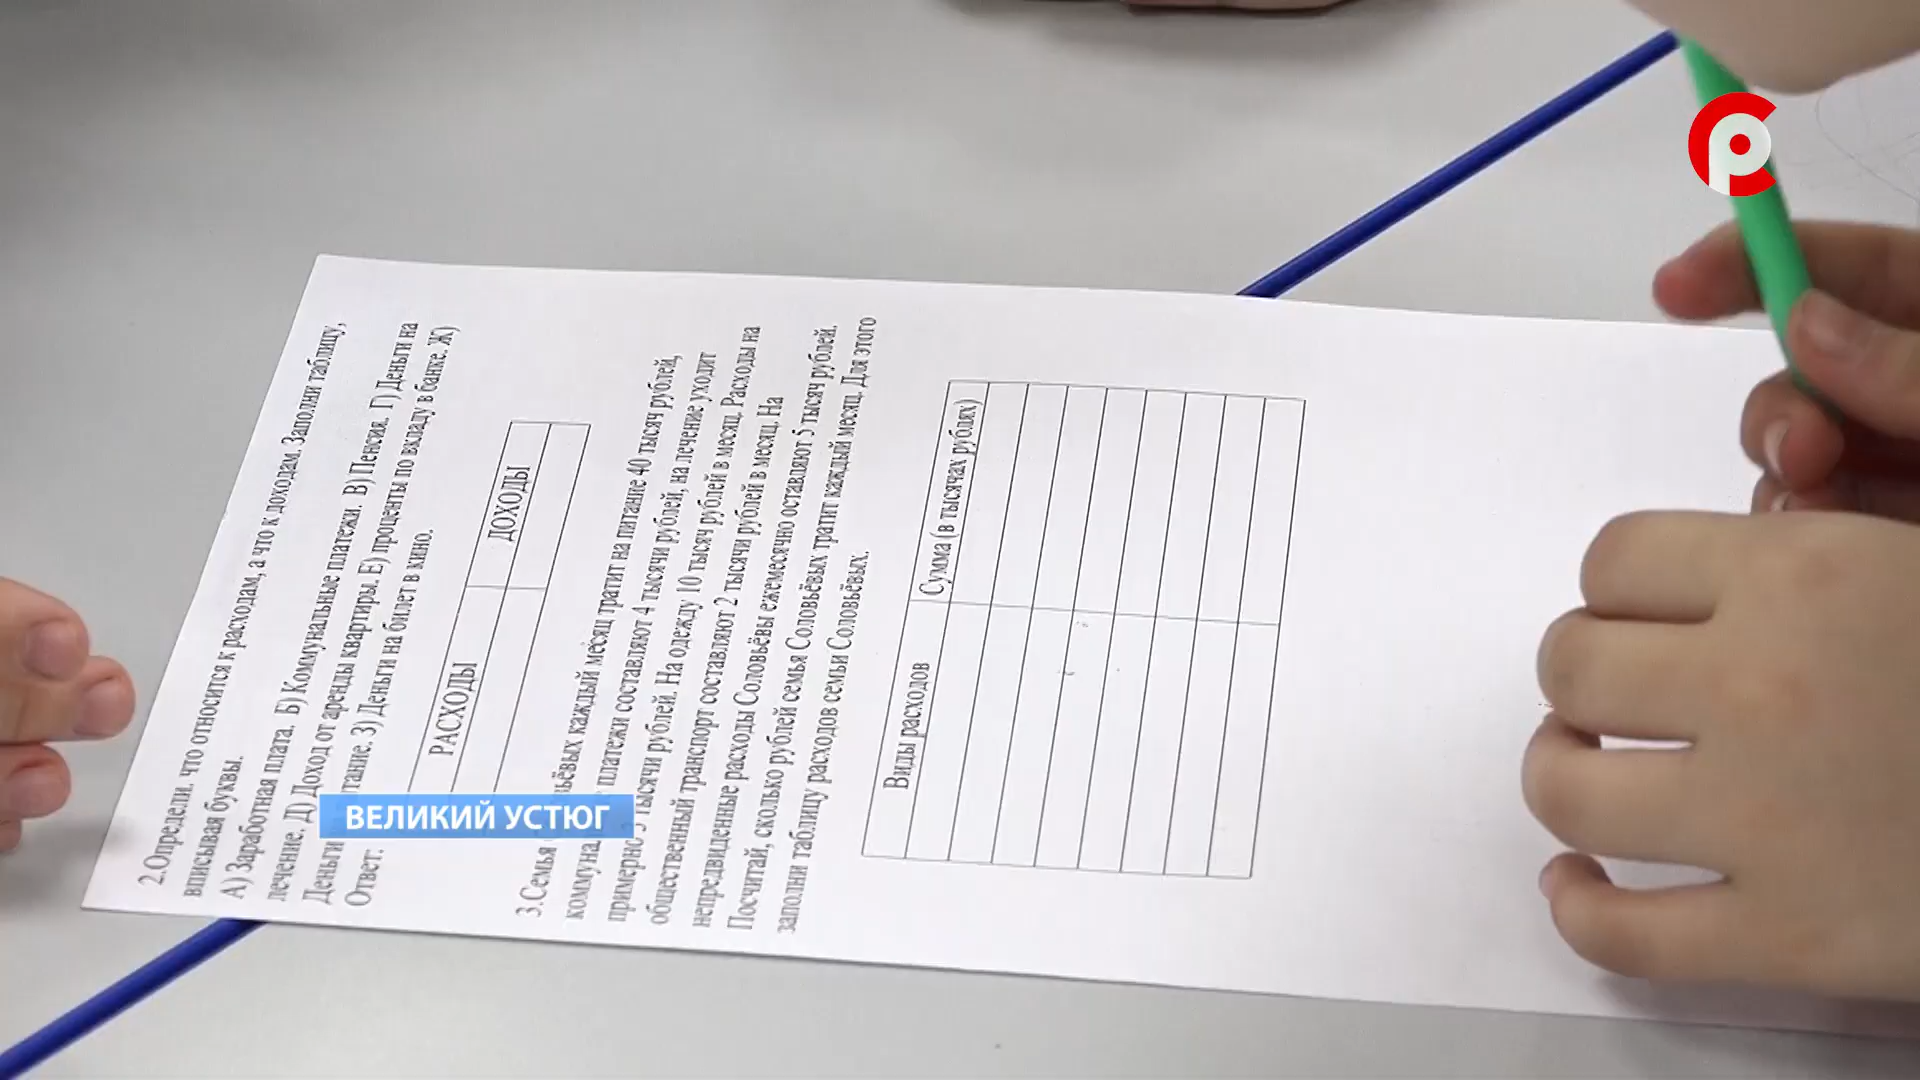 2.Определи, что относится к расходам, а что к доходам. Заполни таблицу,
вписывая буквы.
А) Заработная плата. Б) Коммунальные платежи. В) Пенсия. Г) Деньги на
лечение. Д) Доход от аренды квартиры. Е) проценты по вкладу в банке. Ж)
Деньги тание. З) Деньги на билет в кино.
Ответ:
РАСХОДЫ ДОХОДЫ
3.Семья ьёвых каждый месяц тратит на питание 40 тысяч рублей,
коммуна платежи составляют 4 тысячи рублей, на лечение уходит
примерно 3 тысячи рублей. На одежду 10 тысяч рублей в месяц. Расходы на
общественный транспорт составляют 2 тысячи рублей в месяц. На
непредвиденные расходы Соловьёвы ежемесячно оставляют 5 тысяч рублей.
Посчитай, сколько рублей семья Соловьёвых тратит каждый месяц. Для этого
заполни таблицу расходов семьи Соловьёвых.
Виды расходов Сумма (в тысячах рублях)
ВЕЛИКИЙ УСТЮГ
СР